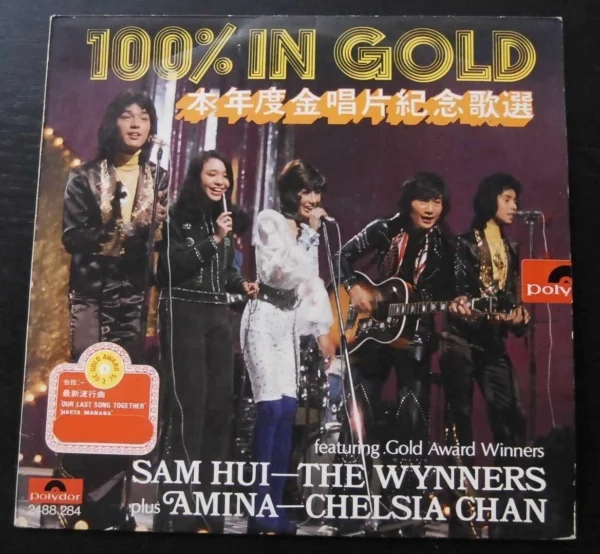 100% IN GOLD
本年度金唱片紀念歌選
Poly
GOLD AWARD
包括:-
最新流行曲
'OUR LAST SONG TOGETHER'
'HASTA MANANA'
featuring Gold Award Winners
SAM HUI—THE WYNNERS
plus AMINA—CHELSIA CHAN
Polydor
2488 284